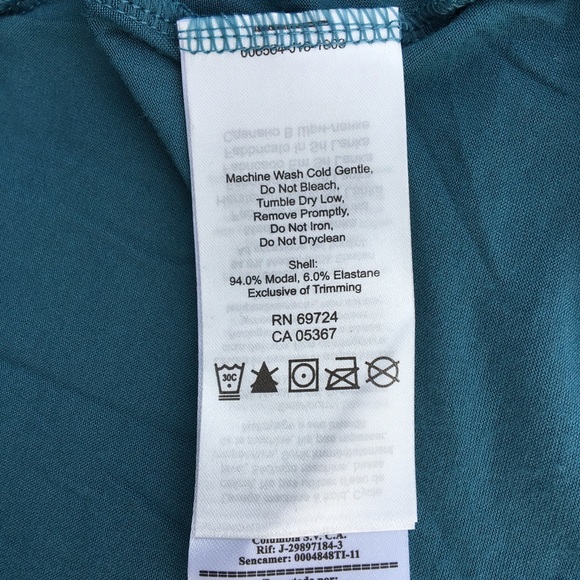 Machine Wash Cold Gentle,
Do Not Bleach,
Tumble Dry Low,
Remove Promptly,
Do Not Iron,
Do Not Dryclean
Shell:
94.0% Modal, 6.0% Elastane
Exclusive of Trimming
RN 69724
CA 05367
30C
Columbia S.V. C.A.
Rif: J-29897184-3
Sencamer: 0004848TI-11